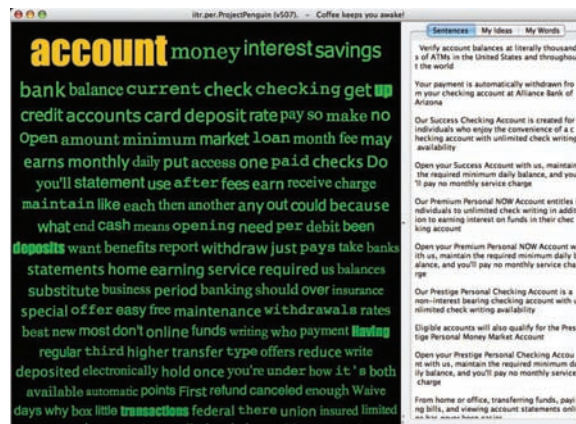 itr.per.ProjectPenguin (v507). - Coffee keeps you awake!
account money interest savings
bank balance current check checking get up
credit accounts card deposit rate pay so make no
Open amount minimum market loan month fee may
earns monthly daily put access one paid checks Do
you'll statement use after fees earn receive charge
maintain like each then another any out could because
what end cash means opening need per debit been
deposits want benefits report withdraw just pays take banks
statements home earning service required us balances
substitute business period banking should over insurance
special offer easy free maintenance withdrawals rates
best new most don't online funds writing who payment Having
regular third higher transfer type offers reduce write
deposited electronically hold once you're under how it's both
available automatic points First refund canceled enough Waive
days why box little transactions federal there union insured limited
Sentences My Ideas My Words
Verify account balances at literally thousand
s of ATMs in the United States and throughou
t the world
Your payment is automatically withdrawn fro
m your checking account at Alliance Bank of
Arizona
Our Success Checking Account is created for
individuals who enjoy the convenience of a c
hecking account with unlimited check writing
availability
Open your Success Account with us, maintain
the required minimum daily balance, and you
'll pay no monthly service charge
Our Premium Personal NOW Account entitles i
ndividuals to unlimited check writing in addit
ion to earning interest on funds in their chec
king account
Open your Premium Personal NOW Account w
ith us, maintain the required minimum daily b
alance, and you'll pay no monthly service cha
rge
Our Prestige Personal Checking Account is a
non-interest bearing checking account with u
nlimited check writing availability
Eligible accounts will also qualify for the Pres
tige Personal Money Market Account
Open your Prestige Personal Checking Accou
nt with us, maintain the required minimum da
ily balance, and you'll pay no monthly service
charge
From home or office, transferring funds, payi
ng bills, and viewing account statements onli
ne has never been easier